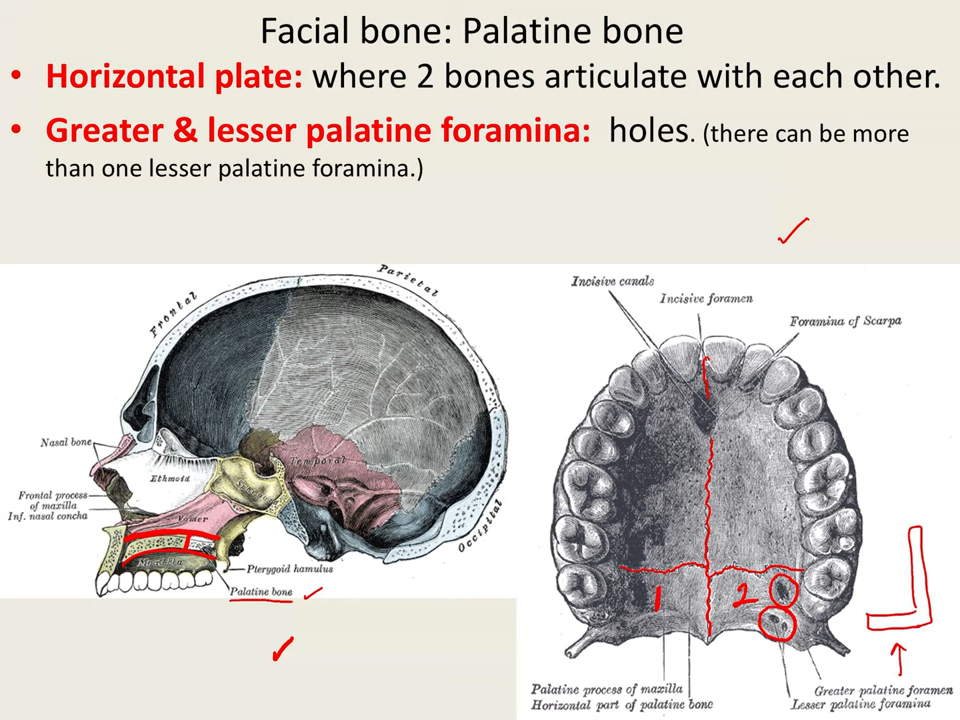 Facial bone: Palatine bone
• Horizontal plate: where 2 bones articulate with each other.
• Greater & lesser palatine foramina: holes. (there can be more
than one lesser palatine foramina.)
Frontal
Parietal
Nasal bone
Ethmoid
Frontal process
of maxilla
Inf. nasal concha
Vomer
Temporal
Occipital
Pterygoid hamulus
Palatine bone
Incisive canals
Incisive foramen
Foramina of Scarpa
1 2
Palatine process of maxilla
Horizontal part of palatine bone
Greater palatine foramen
Lesser palatine foramina